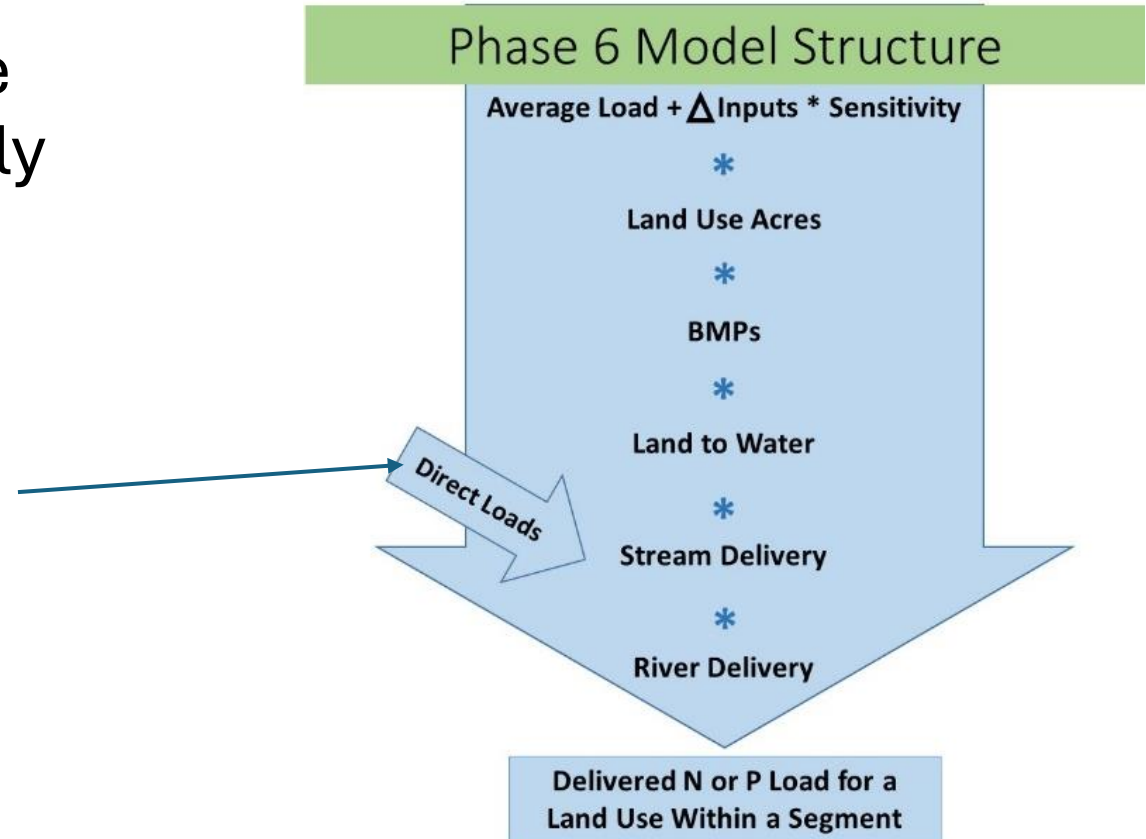 e
ly
Phase 6 Model Structure
Average Load + Δ Inputs * Sensitivity
*
Land Use Acres
*
BMPs
*
Land to Water
Direct Loads
*
Stream Delivery
*
River Delivery
Delivered N or P Load for a
Land Use Within a Segment